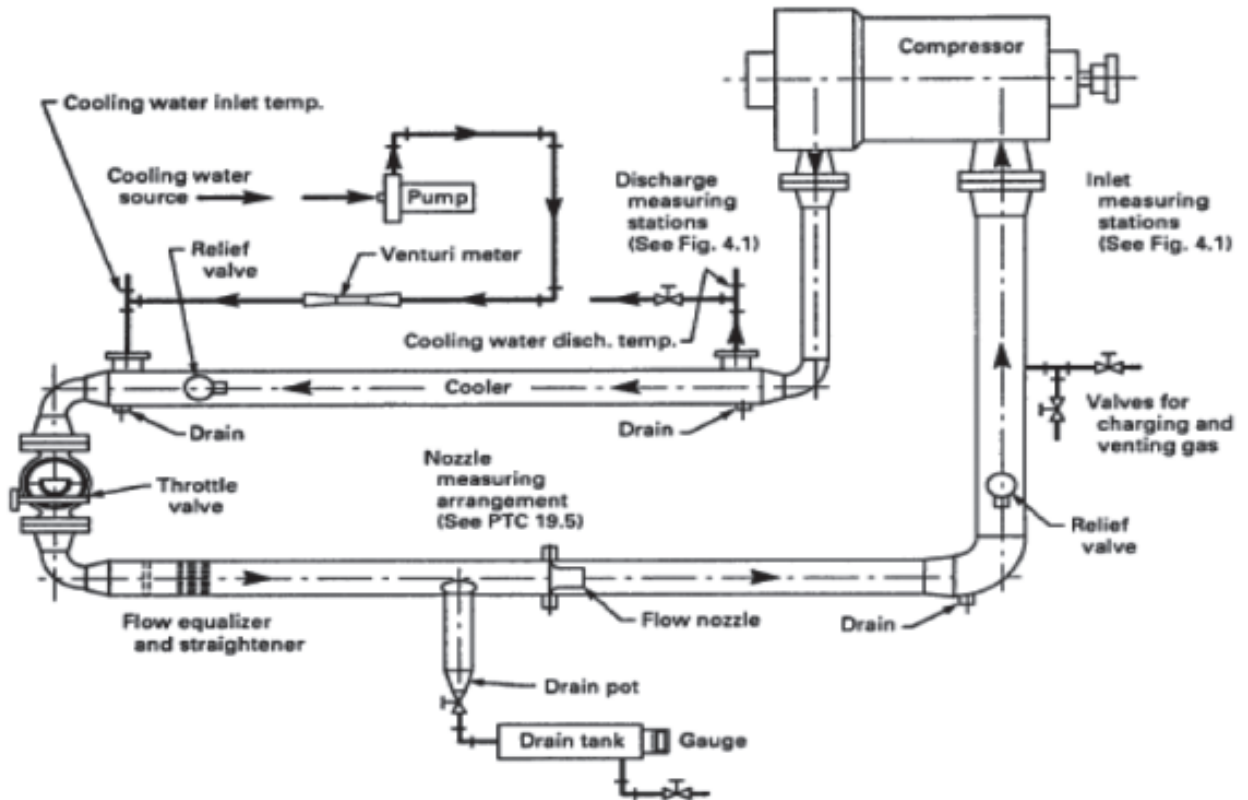 Compressor
Cooling water inlet temp.
Cooling water
source
Pump
Discharge
measuring
stations
(See Fig. 4.1)
Inlet
measuring
stations
(See Fig. 4.1)
Relief
valve
Venturi meter
Cooling water disch. temp.
Cooler
Drain
Drain
Valves for
charging and
venting gas
Nozzle
measuring
arrangement
(See PTC 19.5)
Throttle
valve
Relief
valve
Flow equalizer
and straightener
Flow nozzle
Drain
Drain pot
Drain tank
Gauge